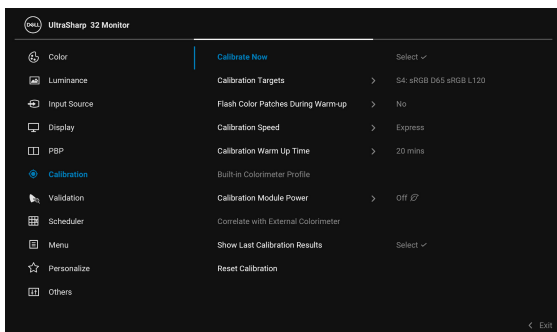 DELL UltraSharp 32 Monitor
Color Calibrate Now Select
Luminance Calibration Targets S4: sRGB D65 sRGB L120
Input Source Flash Color Patches During Warm-up No
Display Calibration Speed Express
PBP Calibration Warm Up Time 20 mins
Calibration Built-in Colorimeter Profile
Validation Calibration Module Power Off
Scheduler Correlate with External Colorimeter
Menu Show Last Calibration Results Select
Personalize Reset Calibration
Others
Exit